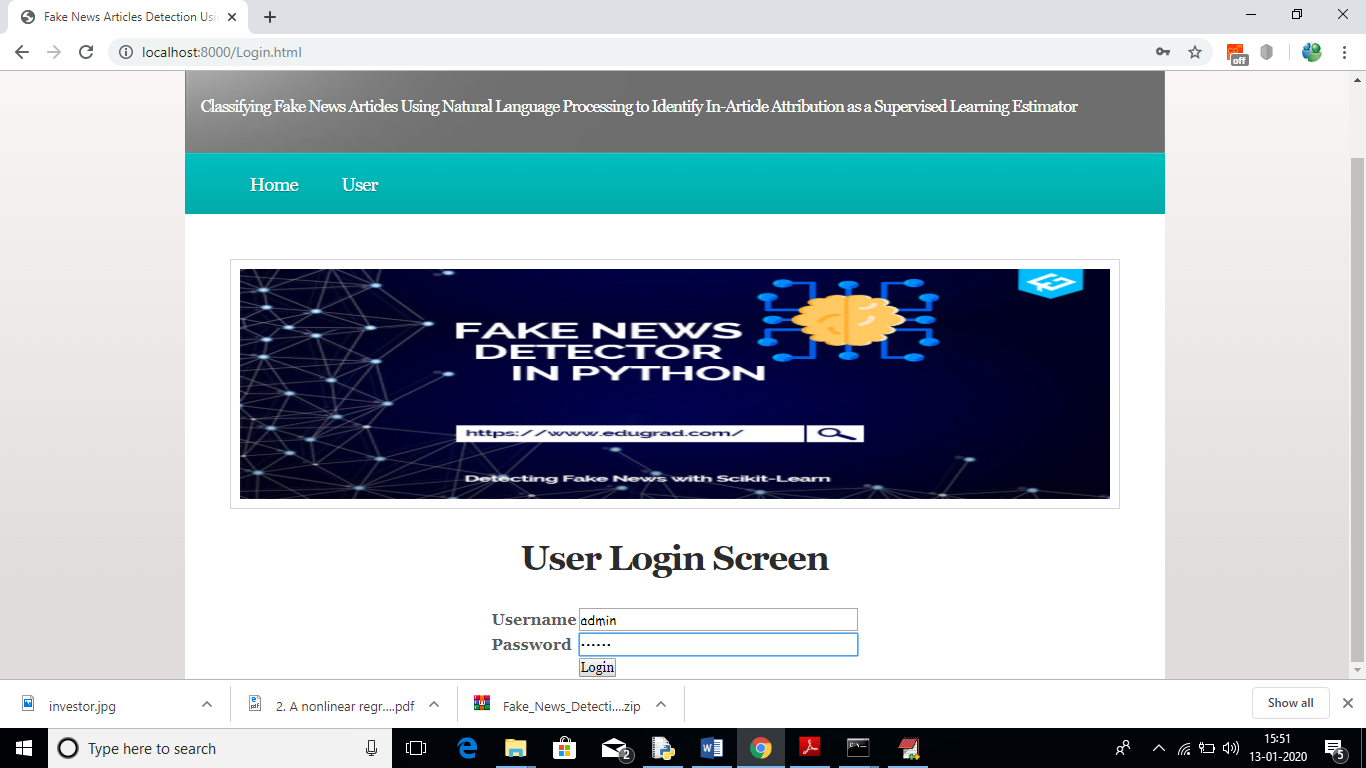 Fake News Articles Detection Usi
localhost:8000/Login.html
off
Classifying Fake News Articles Using Natural Language Processing to Identify In-Article Attribution as a Supervised Learning Estimator
Home User
FAKE NEWS
DETECTOR
IN PYTHON
https://www.edugrad.com/
Detecting Fake News with Scikit-Learn
User Login Screen
Username admin
Password ••••••
Login
investor.jpg
2. A nonlinear regr....pdf
Fake_News_Detecti....zip
Show all
Type here to search
2
15:51
13-01-2020
5